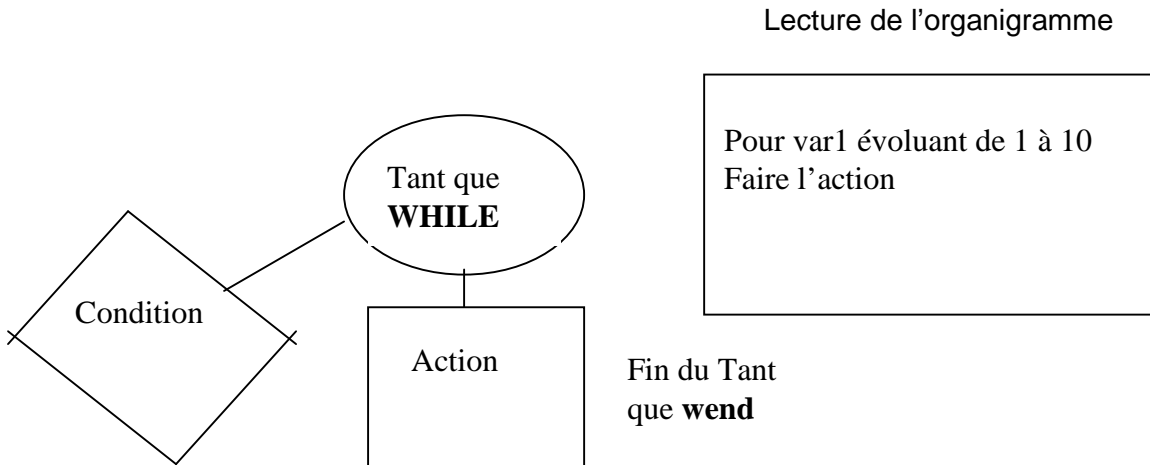 Lecture de l'organigramme
Pour var1 évoluant de 1 à 10
Faire l'action
Tant que
WHILE
Condition
Action
Fin du Tant
que wend